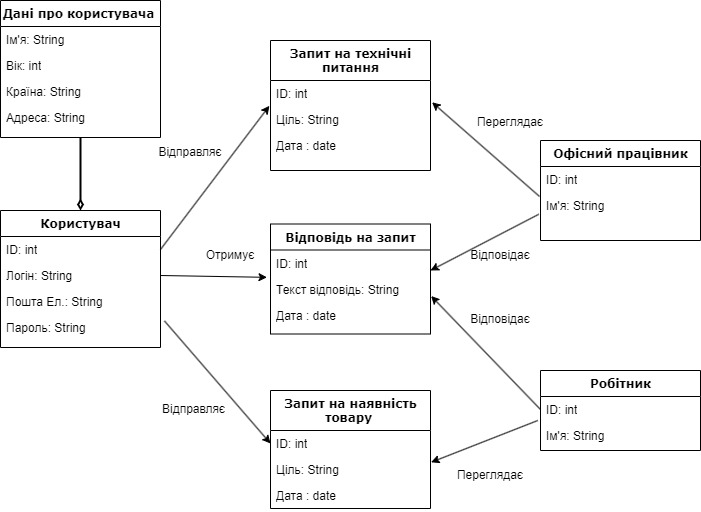 Дані про користувача
Ім'я: String
Вік: int
Країна: String
Адреса: String
Користувач
ID: int
Логін: String
Пошта Ел.: String
Пароль: String
Відправляє
Отримує
Відправляє
Запит на технічні
питання
ID: int
Ціль: String
Дата : date
Відповідь на запит
ID: int
Текст відповідь: String
Дата : date
Запит на наявність
товару
ID: int
Ціль: String
Дата : date
Переглядає
Відповідає
Відповідає
Переглядає
Офісний працівник
ID: int
Ім'я: String
Робітник
ID: int
Ім'я: String